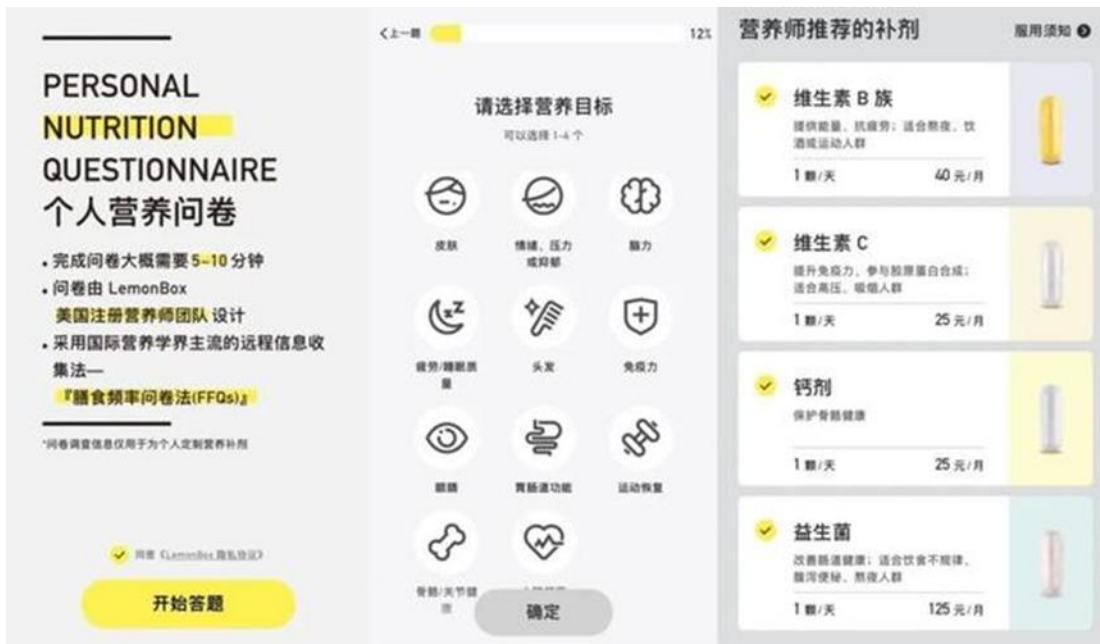 PERSONAL
NUTRITION
QUESTIONNAIRE
个人营养问卷
• 完成问卷大概需要 5-10 分钟
• 问卷由 LemonBox
美国注册营养师团队 设计
• 采用国际营养学界主流的远程信息收
集法—
『膳食频率问卷法(FFQs)』
*问卷调查信息仅用于为个人定制营养补剂
同意《LemonBox 隐私协议》
开始答题
上一题
12%
请选择营养目标
可以选择 1-4 个
皮肤
情绪、压力
或抑郁
脑力
疲劳/睡眠质
量
头发
免疫力
眼睛
胃肠道功能
运动恢复
骨骼/关节健
康
确定
营养师推荐的补剂
服用须知
维生素 B 族
提供能量、抗疲劳；适合熬夜、饮
酒或运动人群
1 颗/天
40 元/月
维生素 C
提升免疫力，参与胶原蛋白合成；
适合高压、吸烟人群
1 颗/天
25 元/月
钙剂
保护骨骼健康
1 颗/天
25 元/月
益生菌
改善肠道健康；适合饮食不规律、
腹泻便秘、熬夜人群
1 颗/天
125 元/月